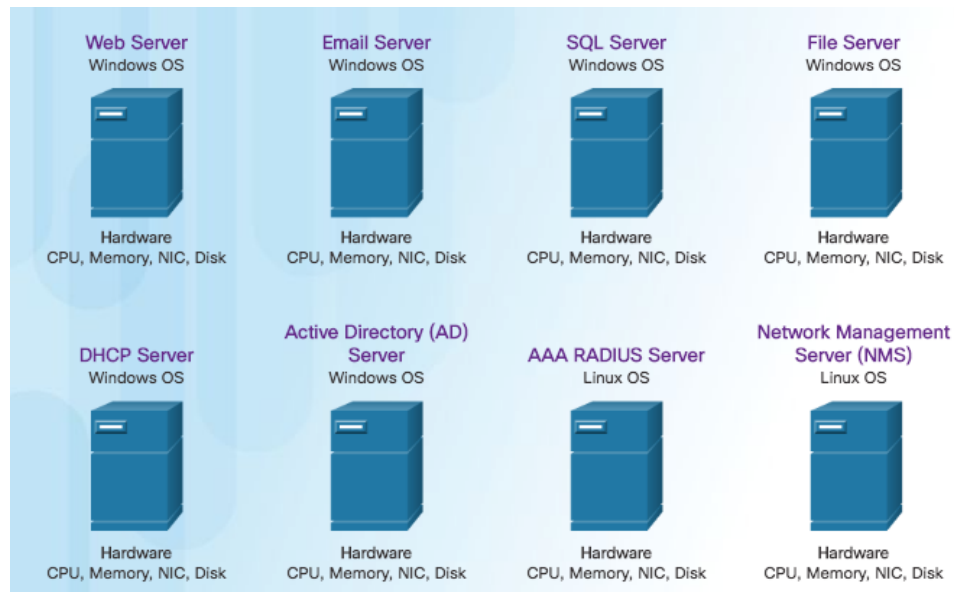 Web Server
Windows OS
Email Server
Windows OS
SQL Server
Windows OS
File Server
Windows OS
Hardware
CPU, Memory, NIC, Disk
Hardware
CPU, Memory, NIC, Disk
Hardware
CPU, Memory, NIC, Disk
Hardware
CPU, Memory, NIC, Disk
DHCP Server
Windows OS
Active Directory (AD)
Server
Windows OS
AAA RADIUS Server
Linux OS
Network Management
Server (NMS)
Linux OS
Hardware
CPU, Memory, NIC, Disk
Hardware
CPU, Memory, NIC, Disk
Hardware
CPU, Memory, NIC, Disk
Hardware
CPU, Memory, NIC, Disk